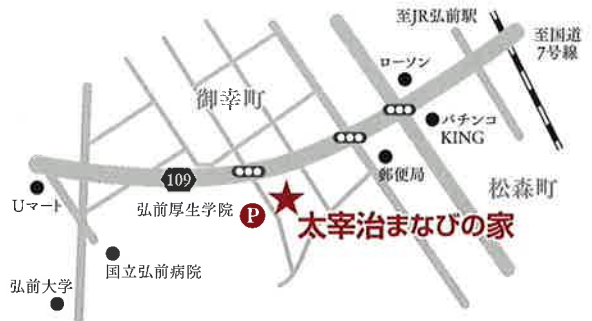 至JR弘前駅
至国道
7号線
ローソン
御幸町
パチンコ
KING
郵便局
松森町
109
Uマート
弘前厚生学院
P
太宰治まなびの家
国立弘前病院
弘前大学